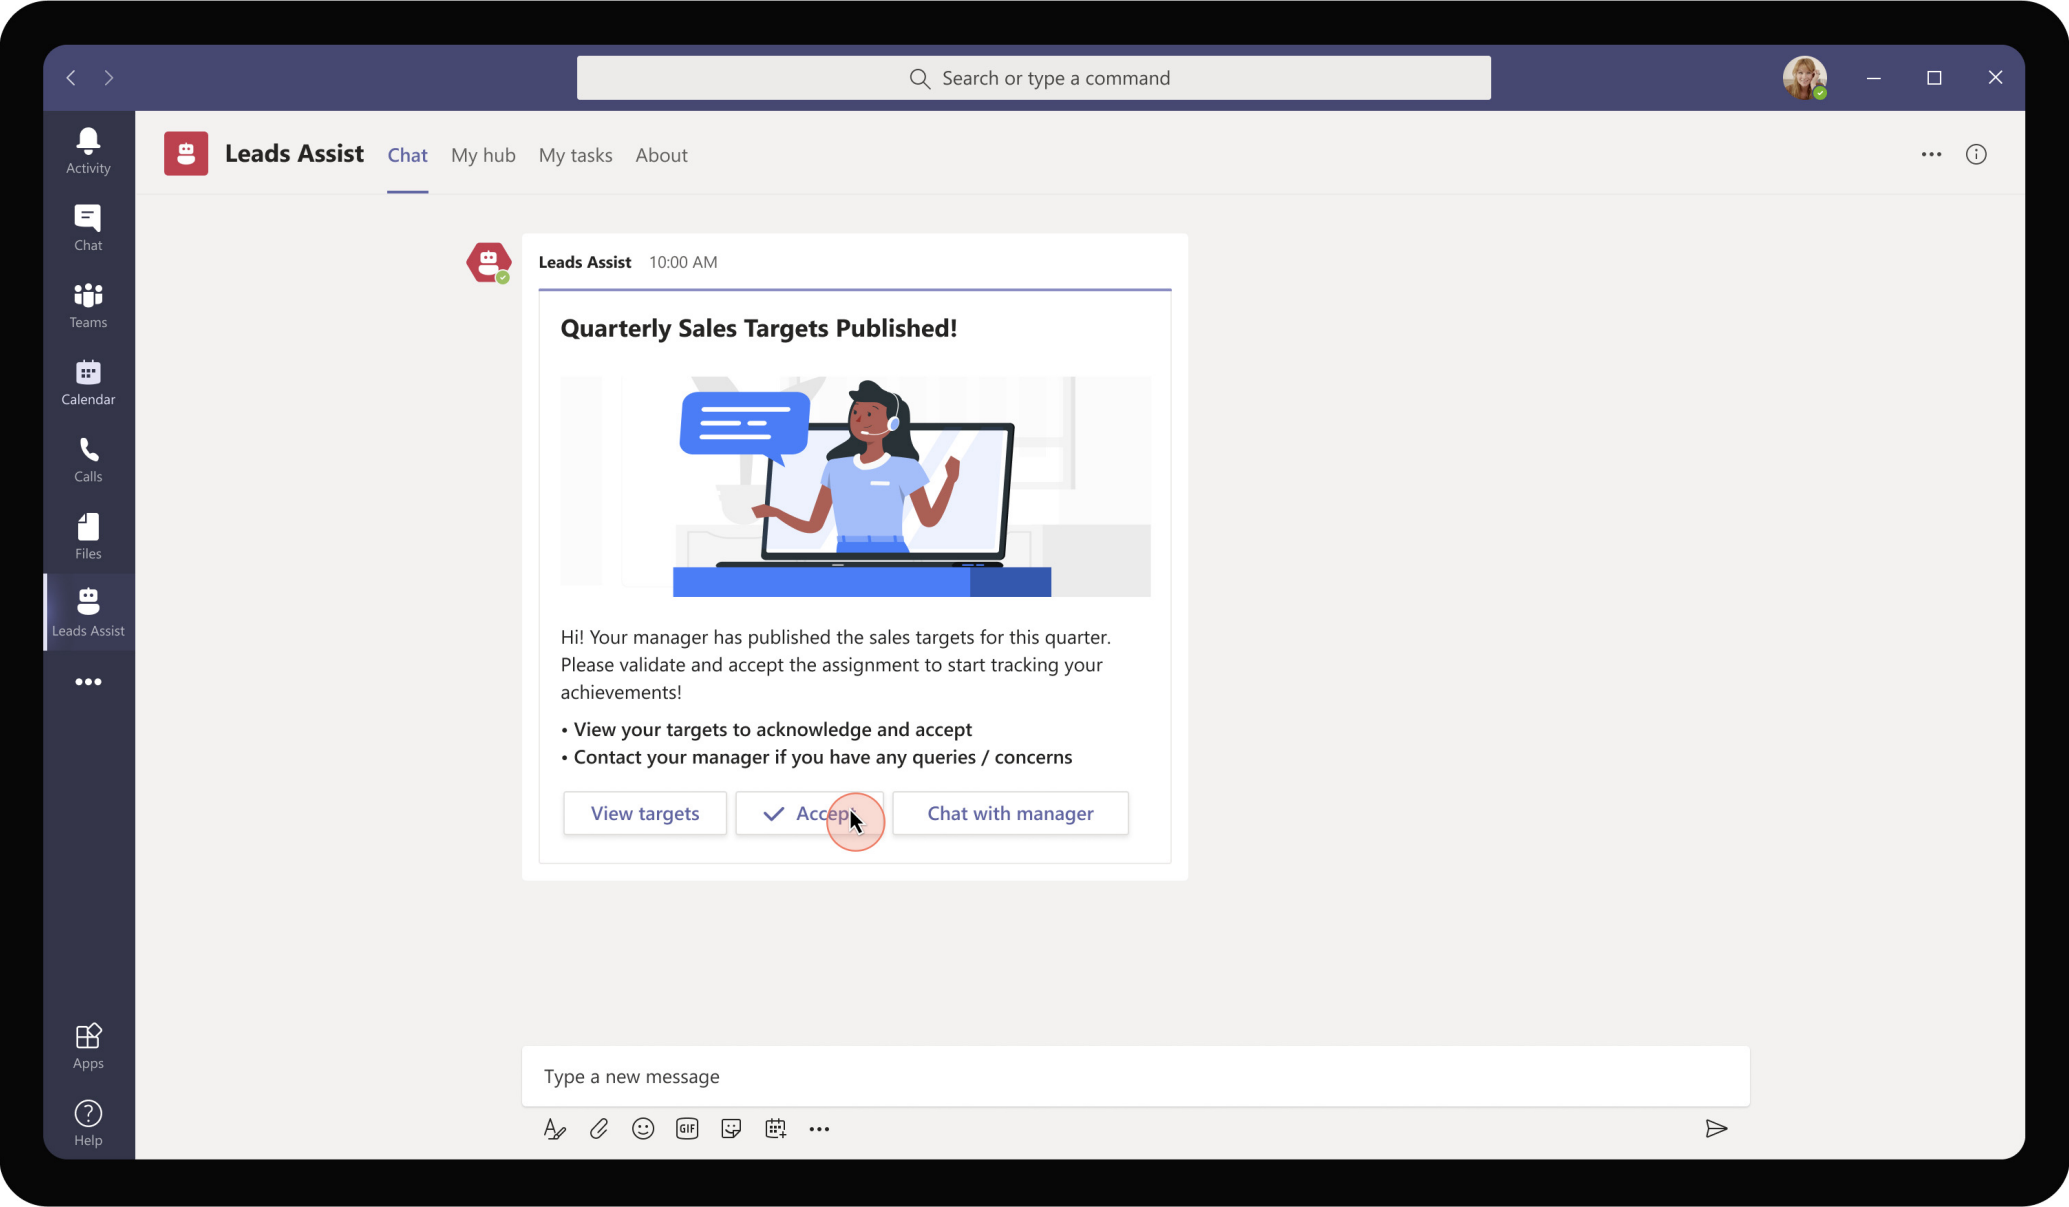 Search or type a command
Activity
Chat
Teams
Calendar
Calls
Files
Leads Assist
Apps
Help
Leads Assist
Chat
My hub
My tasks
About
Leads Assist 10:00 AM
Quarterly Sales Targets Published!
Hi! Your manager has published the sales targets for this quarter.
Please validate and accept the assignment to start tracking your
achievements!
• View your targets to acknowledge and accept
• Contact your manager if you have any queries / concerns
View targets
Accept
Chat with manager
Type a new message
GIF